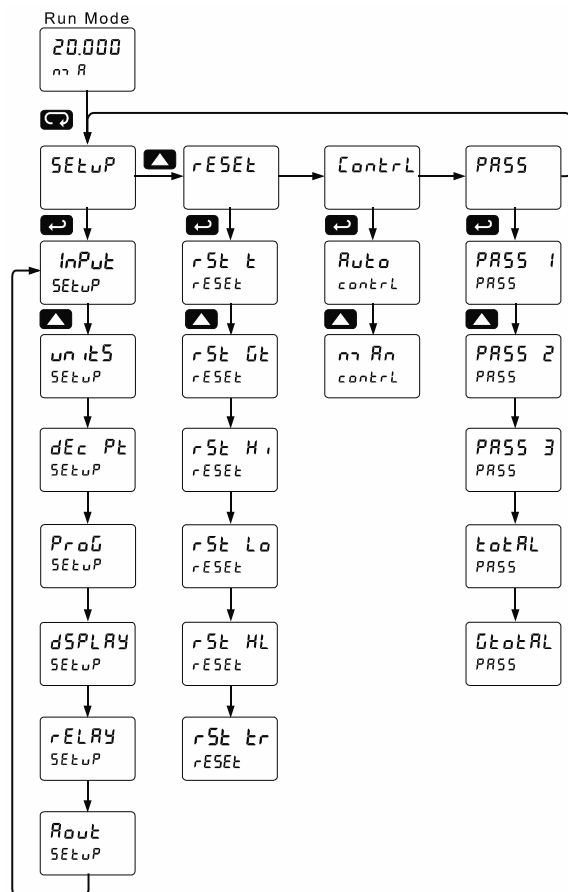 Run Mode
20.000
mA
SEtuP
rESEt
ContrL
PASS
InPut
SEtuP
rSt t
rESEt
Auto
contrL
PASS 1
PASS
unitS
SEtuP
rSt Gt
rESEt
mAn
contrL
PASS 2
PASS
dEc Pt
SEtuP
rSt Hi
rESEt
PASS 3
PASS
ProG
SEtuP
rSt Lo
rESEt
totAL
PASS
dSPLAY
SEtuP
rSt HL
rESEt
GtotAL
PASS
rELAY
SEtuP
rSt tr
rESEt
Aout
SEtuP